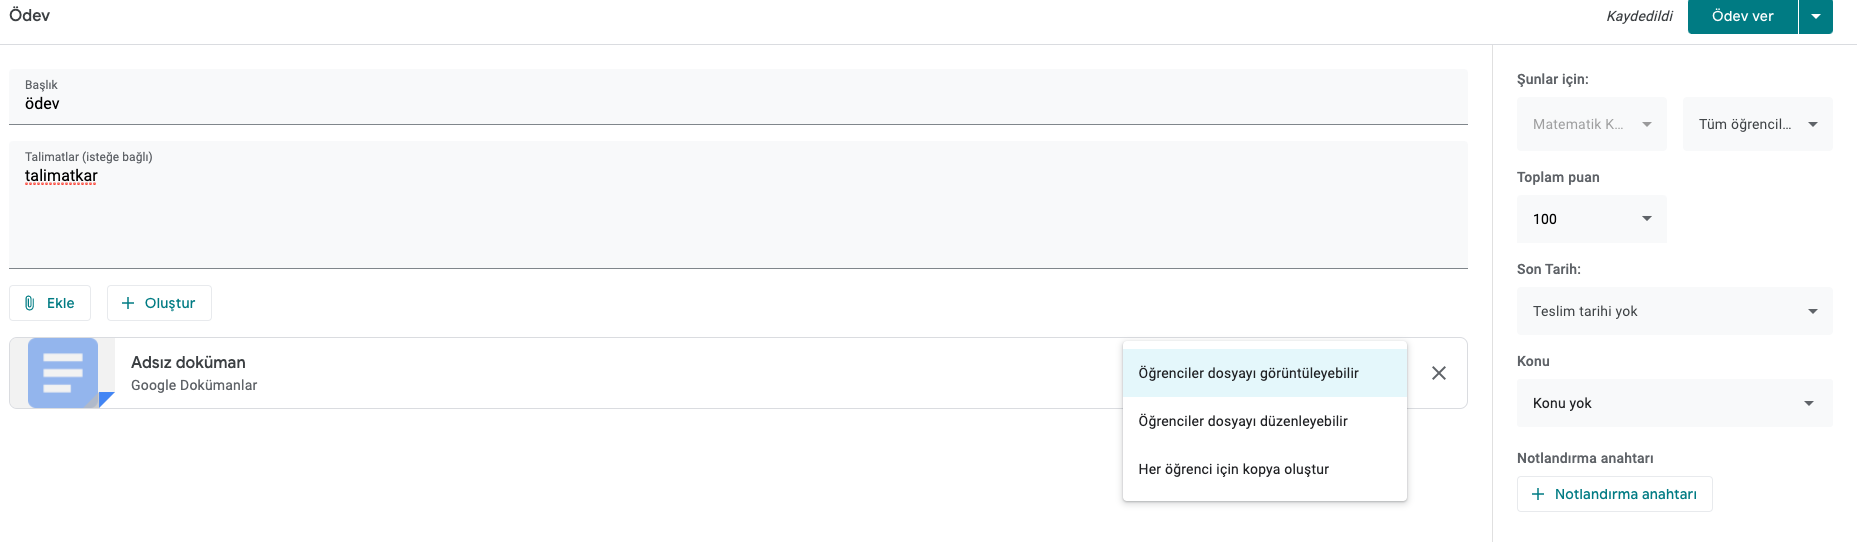 Ödev
Kaydedildi
Ödev ver
Başlık
ödev
Talimatlar (isteğe bağlı)
talimatkar
Ekle
Oluştur
Adsız doküman
Google Dokümanlar
Öğrenciler dosyayı görüntüleyebilir
Öğrenciler dosyayı düzenleyebilir
Her öğrenci için kopya oluştur
Şunlar için:
Matematik K...
Tüm öğrencil...
Toplam puan
100
Son Tarih:
Teslim tarihi yok
Konu
Konu yok
Notlandırma anahtarı
Notlandırma anahtarı